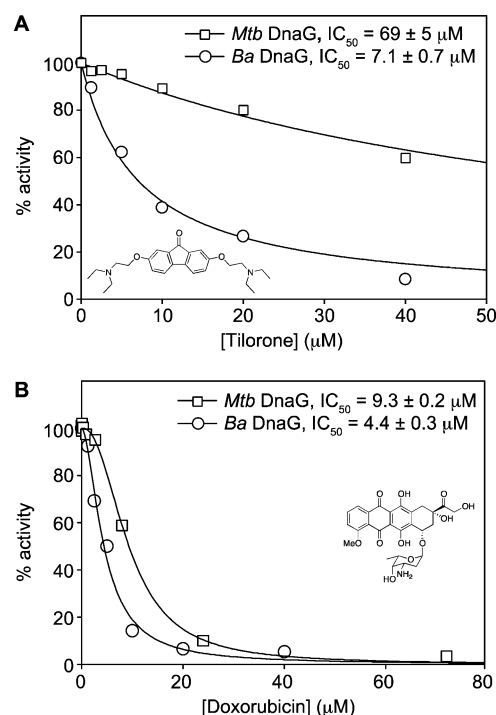 A
Mtb DnaG, IC50 = 69 ± 5 μM
Ba DnaG, IC50 = 7.1 ± 0.7 μM
100
80
60
40
20
0
% activity
O
O
O
N
N
0 10 20 30 40 50
[Tilorone] (μM)
B
Mtb DnaG, IC50 = 9.3 ± 0.2 μM
Ba DnaG, IC50 = 4.4 ± 0.3 μM
100
80
60
40
20
0
% activity
O OH O
OH
OH
MeO O OH O
O
HO NH2
0 20 40 60 80
[Doxorubicin] (μM)